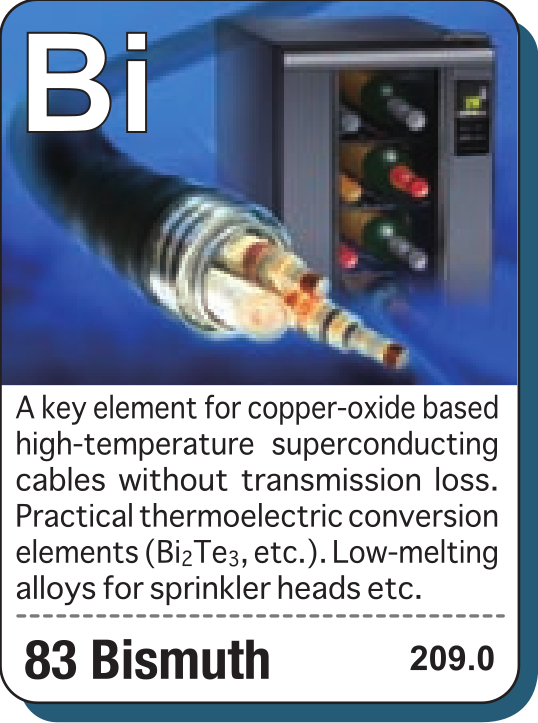 Bi
A key element for copper-oxide based
high-temperature superconducting
cables without transmission loss.
Practical thermoelectric conversion
elements (Bi₂Te₃, etc.). Low-melting
alloys for sprinkler heads etc.
83 Bismuth
209.0